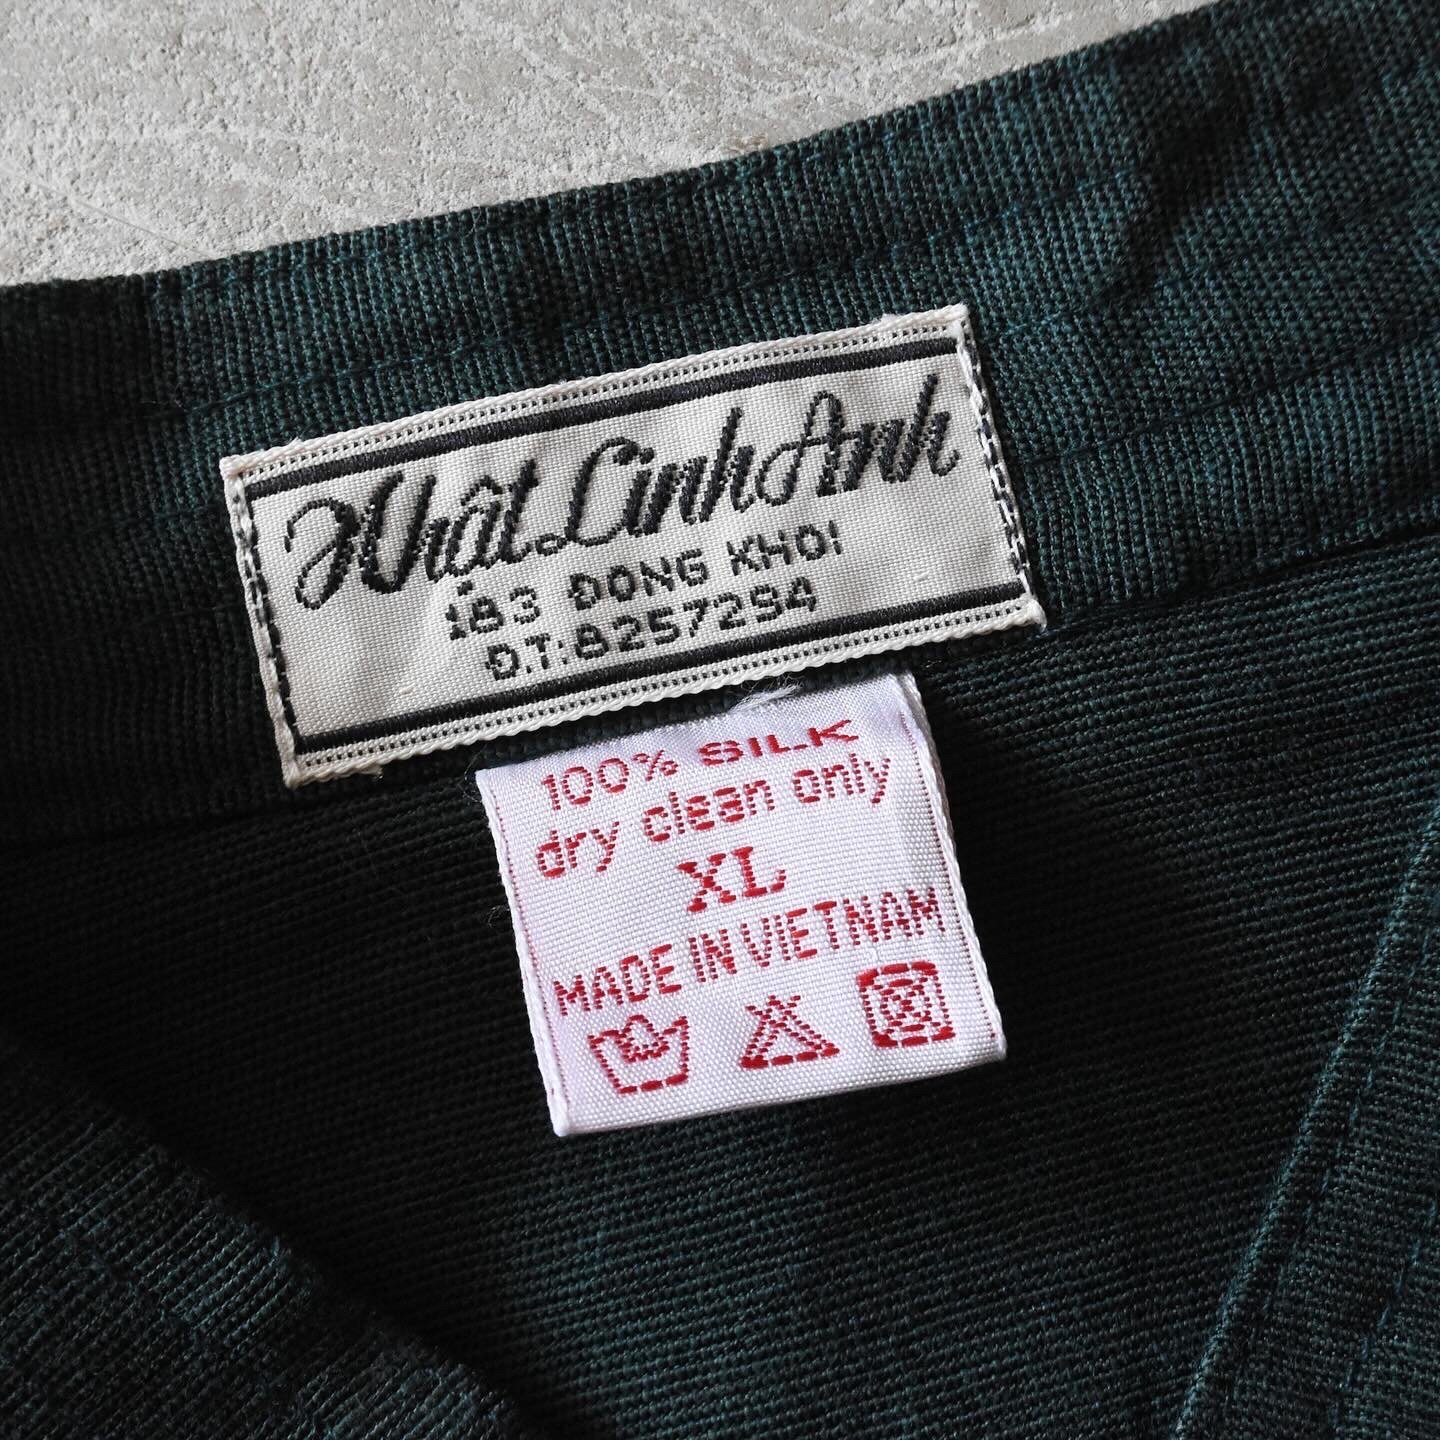 Nhật Linh Anh
183 ĐONG KHOI
Đ.T:8257294
100% SILK
dry clean only
XL
MADE IN VIETNAM